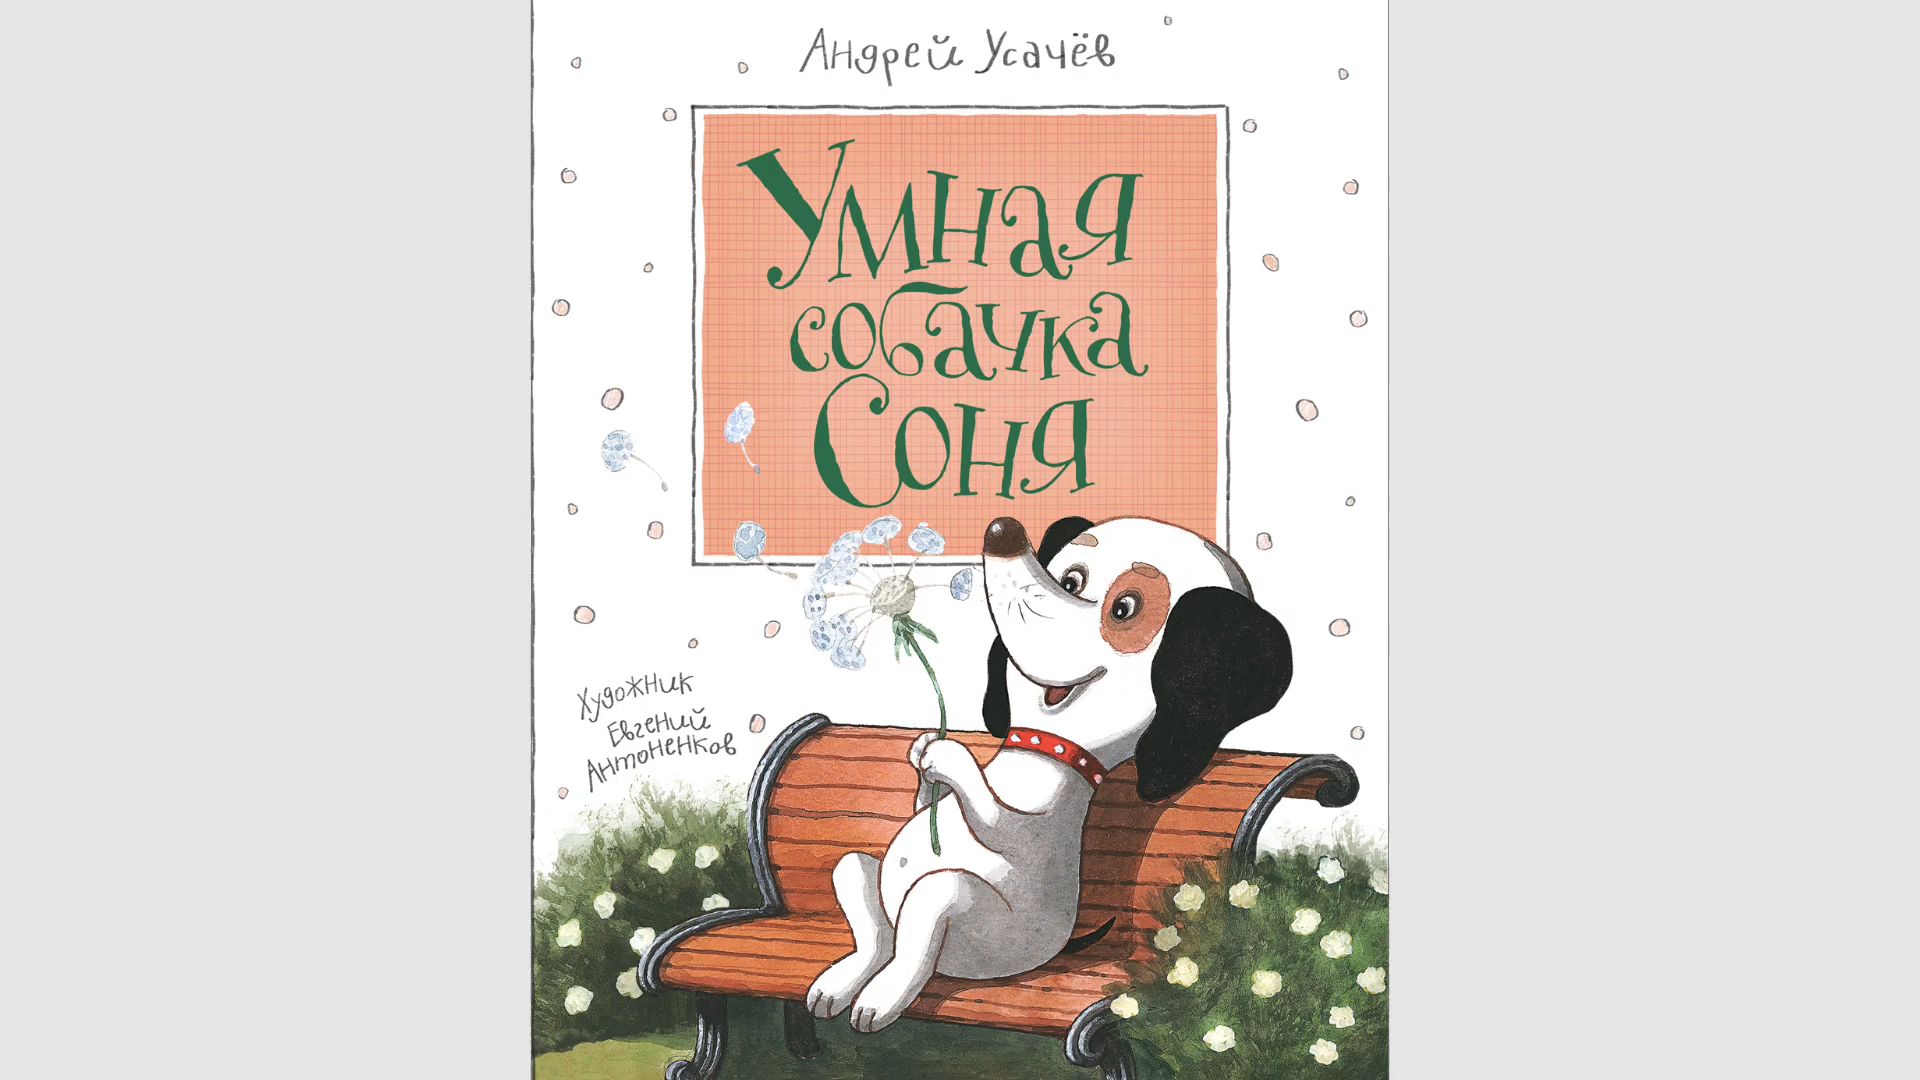 Андрей Усачёв
Умная
собачка
Соня
Художник
Евгений
Антоненков